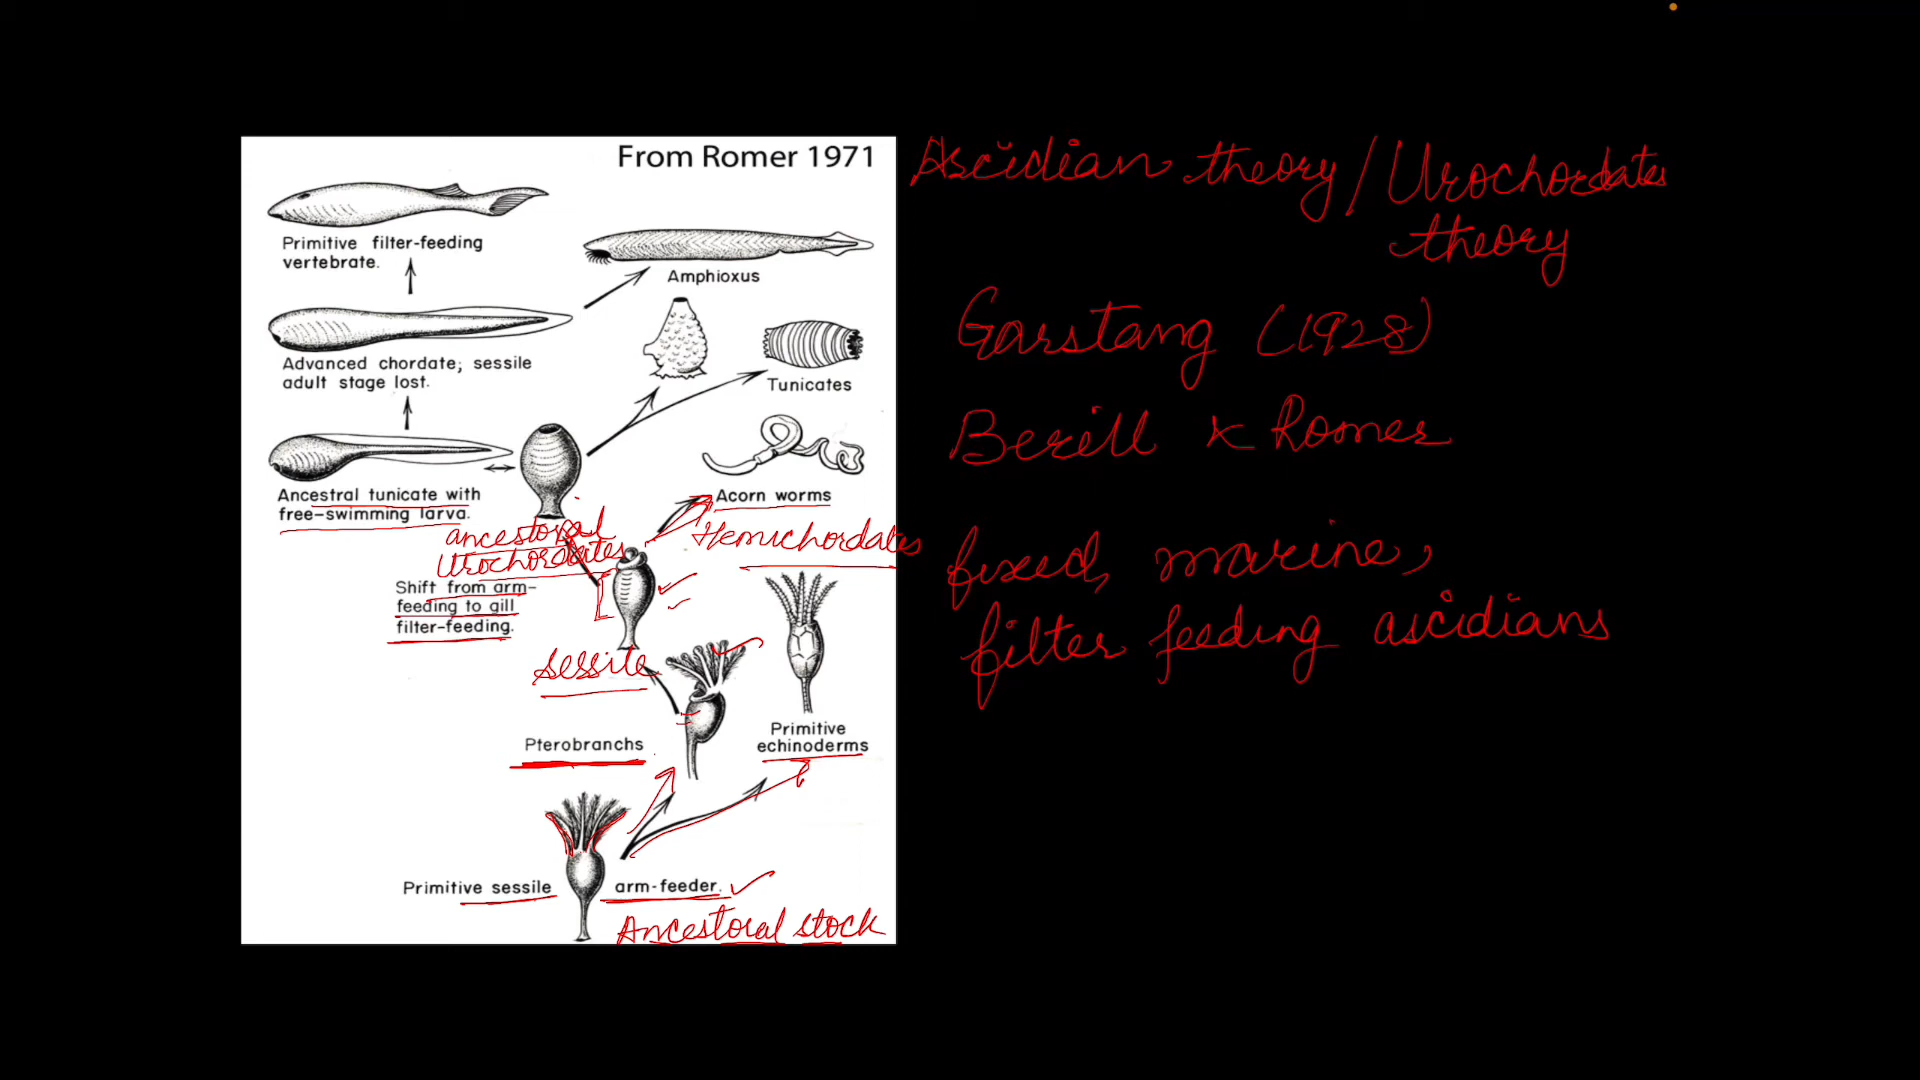 From Romer 1971
Primitive filter-feeding
vertebrate.
Amphioxus
Advanced chordate; sessile
adult stage lost.
Tunicates
Ancestral tunicate with
free-swimming larva.
Acorn worms
ancestoral
Urochordates
Hemichordates
Shift from arm-
feeding to gill
filter-feeding.
sessile
Pterobranchs
Primitive
echinoderms
Primitive sessile arm-feeder.
Ancestoral stock
Ascidian theory / Urochordates
theory
Garstang (1928)
Berill & Romer
fixed, marine,
filter feeding ascidians